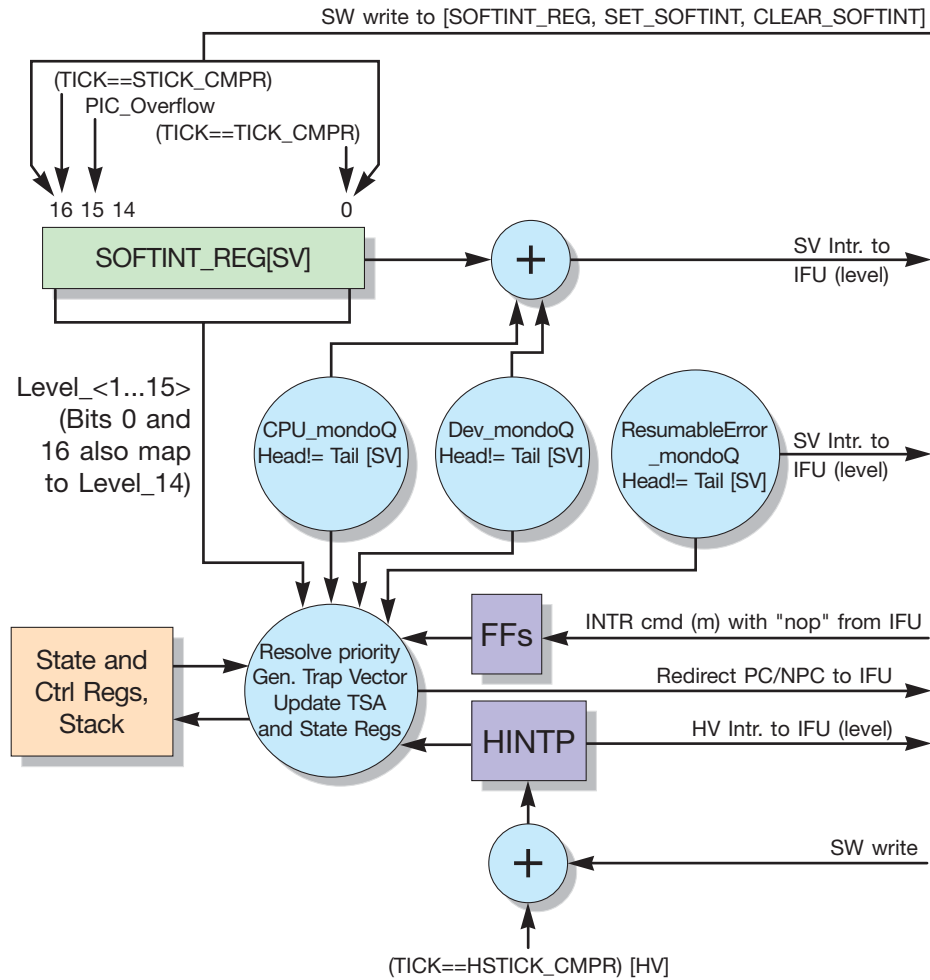 SW write to [SOFTINT_REG, SET_SOFTINT, CLEAR_SOFTINT]
(TICK==STICK_CMPR)
PIC_Overflow
(TICK==TICK_CMPR)
16 15 14 0
SOFTINT_REG[SV]
+
SV Intr. to
IFU (level)
Level_<1...15>
(Bits 0 and
16 also map
to Level_14)
CPU_mondoQ
Head!= Tail [SV]
Dev_mondoQ
Head!= Tail [SV]
ResumableError
_mondoQ
Head!= Tail [SV]
SV Intr. to
IFU (level)
State and
Ctrl Regs,
Stack
Resolve priority
Gen. Trap Vector
Update TSA
and State Regs
FFs
INTR cmd (m) with "nop" from IFU
Redirect PC/NPC to IFU
HINTP
HV Intr. to IFU (level)
+
SW write
(TICK==HSTICK_CMPR) [HV]